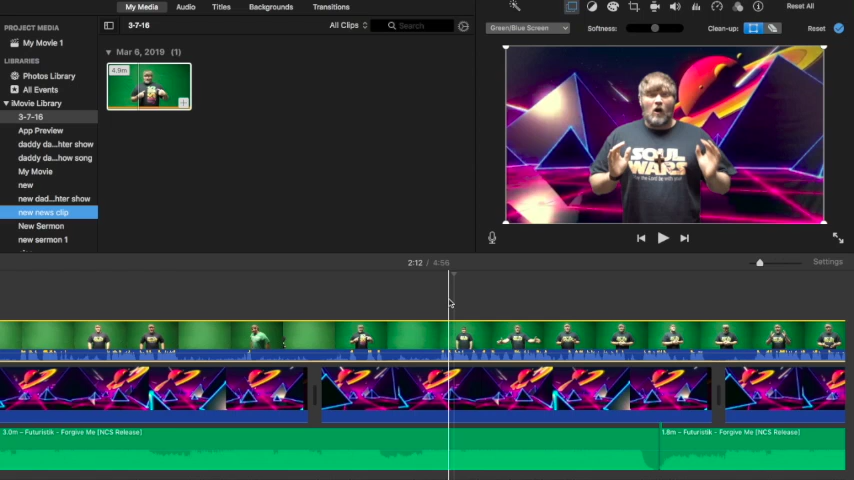 My Media Audio Titles Backgrounds Transitions
Reset All
PROJECT MEDIA
My Movie 1
LIBRARIES
Photos Library
All Events
iMovie Library
3-7-16
App Preview
daddy da...hter show
daddy da...how song
My Movie
new
new dad...hter show
new news clip
New Sermon
new sermon 1
3-7-16
All Clips
Search
Mar 6, 2019 (1)
4.9m
Green/Blue Screen
Softness:
Clean-up:
Reset
SOUL
WARS
2:12 / 4:56
Settings
3.0m – Futuristik - Forgive Me [NCS Release]
1.8m – Futuristik - Forgive Me [NCS Release]